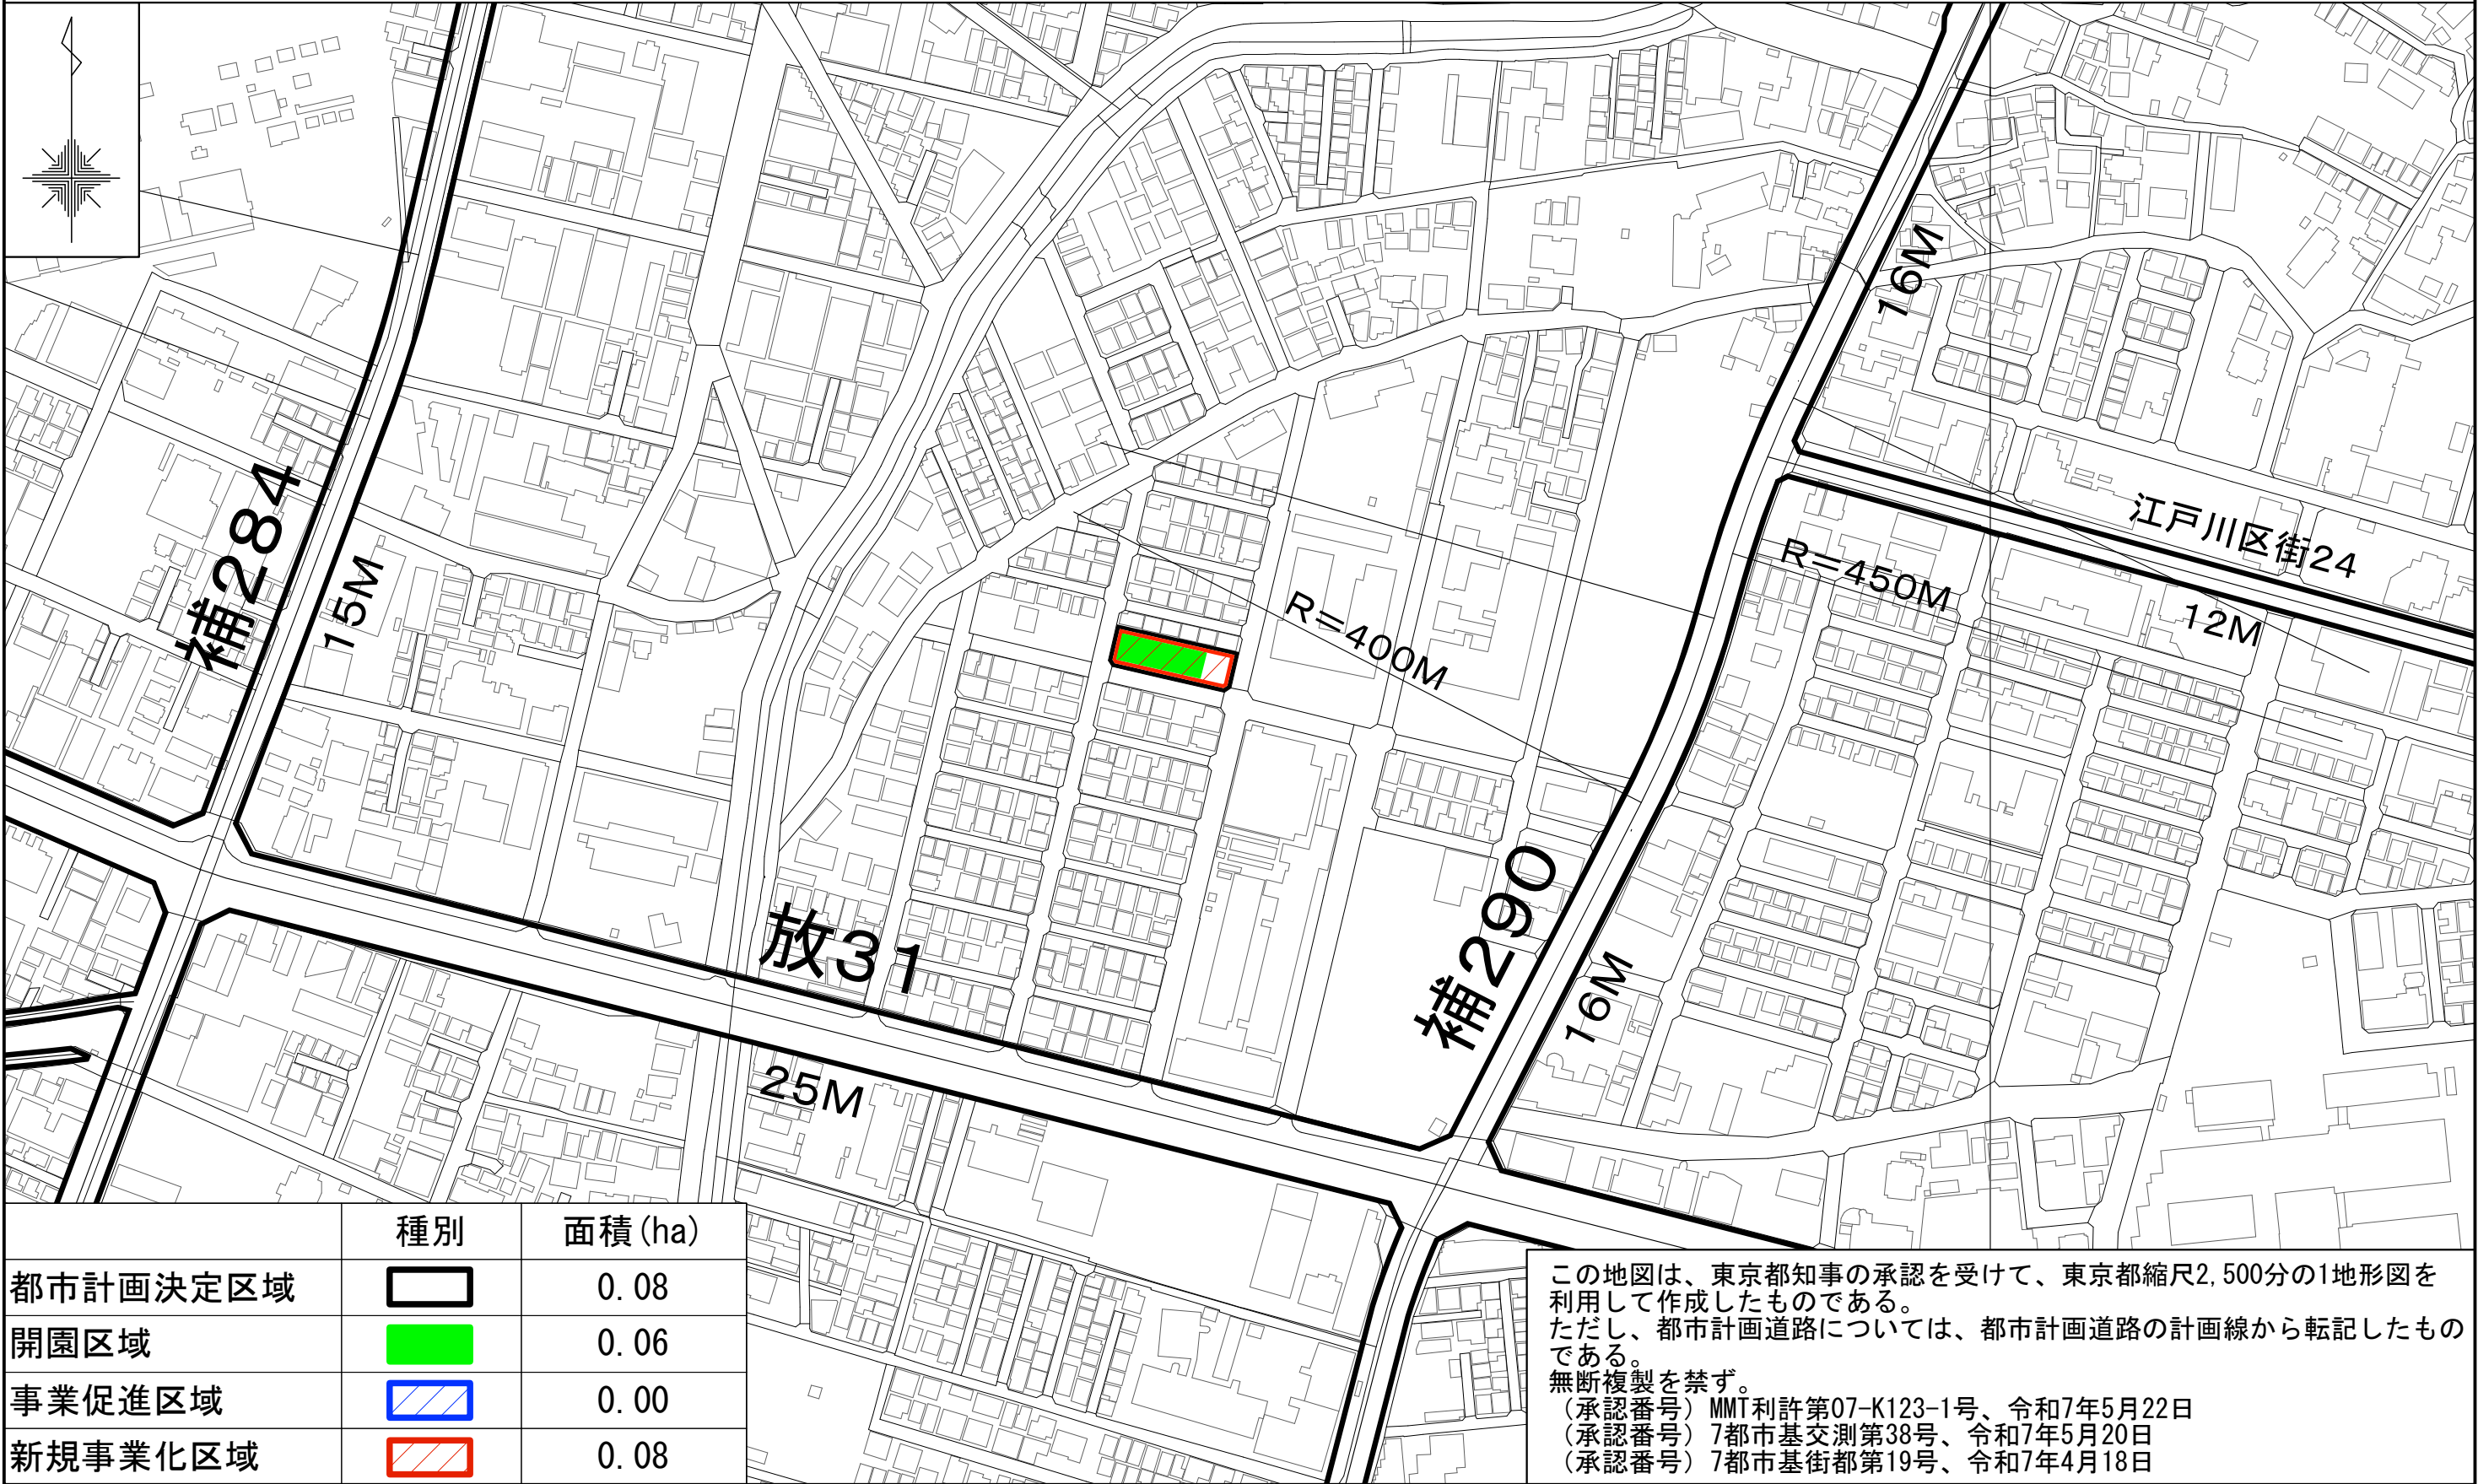 16M
補284
15M
江戸川区街24
R=450M
12M
R=400M
補290
16M
放31
25M
種別 面積(ha)
都市計画決定区域 0.08
開園区域 0.06
事業促進区域 0.00
新規事業化区域 0.08
この地図は、東京都知事の承認を受けて、東京都縮尺2,500分の1地形図を
利用して作成したものである。
ただし、都市計画道路については、都市計画道路の計画線から転記したもの
である。
無断複製を禁ず。
(承認番号)MMT利許第07-K123-1号、令和7年5月22日
(承認番号)7都市基交測第38号、令和7年5月20日
(承認番号)7都市基街都第19号、令和7年4月18日